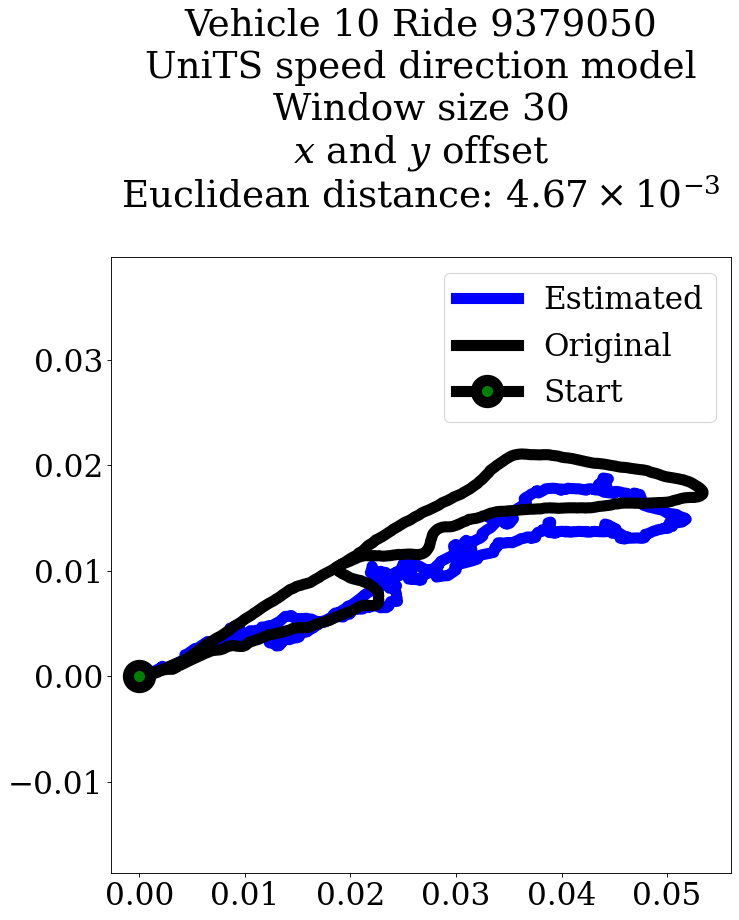 Vehicle 10 Ride 9379050
UniTS speed direction model
Window size 30
x and y offset
Euclidean distance: 4.67 × 10⁻³
Estimated
Original
Start
0.03
0.02
0.01
0.00
−0.01
0.00 0.01 0.02 0.03 0.04 0.05